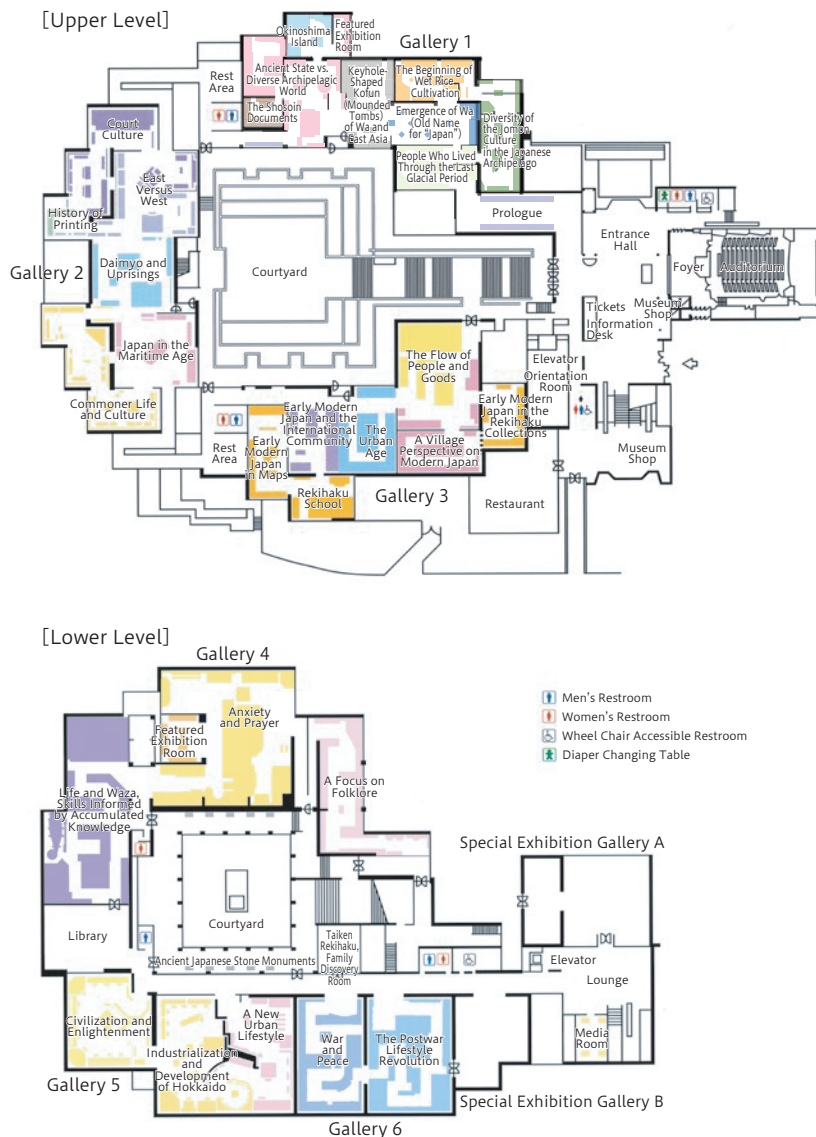 [Upper Level]
Okinoshima
Island
Featured
Exhibition
Room
Gallery 1
Rest
Area
Ancient State vs.
Diverse Archipelagic
World
The Shosoin
Documents
Keyhole-
Shaped
Kofun
(Mounded
Tombs)
of Wa and
East Asia
The Beginning of
Wet Rice
Cultivation
Emergence of Wa
(Old Name
for "Japan")
People Who Lived
Through the Last
Glacial Period
Diversity of
the Jomon
Culture
in the Japanese
Archipelago
Prologue
Court
Culture
East
Versus
West
History of
Printing
Gallery 2
Daimyo and
Uprisings
Japan in the
Maritime Age
Commoner Life
and Culture
Courtyard
Entrance
Hall
Foyer
Auditorium
Museum
Shop
Tickets
Information
Desk
Elevator
Orientation
Room
The Flow of
People and
Goods
Early Modern
Japan in the
Rekihaku
Collections
A Village
Perspective on
Modern Japan
The
Urban
Age
Early Modern
Japan and the
International
Community
Early
Modern
Japan
in Maps
Rest
Area
Rekihaku
School
Gallery 3
Restaurant
Museum
Shop
[Lower Level]
Gallery 4
Anxiety
and Prayer
Featured
Exhibition
Room
Life and Waza,
Skills Informed
by Accumulated
Knowledge
A Focus on
Folklore
Men's Restroom
Women's Restroom
Wheel Chair Accessible Restroom
Diaper Changing Table
Special Exhibition Gallery A
Courtyard
Library
Ancient Japanese Stone Monuments
Taiken
Rekihaku,
Family
Discovery
Room
Elevator
Lounge
Media
Room
Civilization and
Enlightenment
Gallery 5
Industrialization
and
Development
of Hokkaido
A New
Urban
Lifestyle
War
and
Peace
The Postwar
Lifestyle
Revolution
Gallery 6
Special Exhibition Gallery B